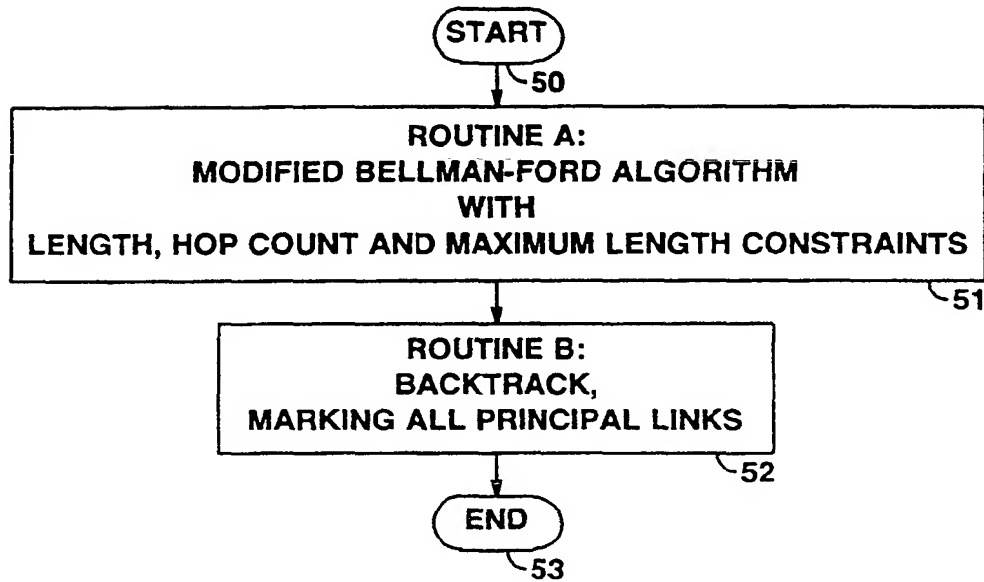 START
50
ROUTINE A:
MODIFIED BELLMAN-FORD ALGORITHM
WITH
LENGTH, HOP COUNT AND MAXIMUM LENGTH CONSTRAINTS
51
ROUTINE B:
BACKTRACK,
MARKING ALL PRINCIPAL LINKS
52
END
53